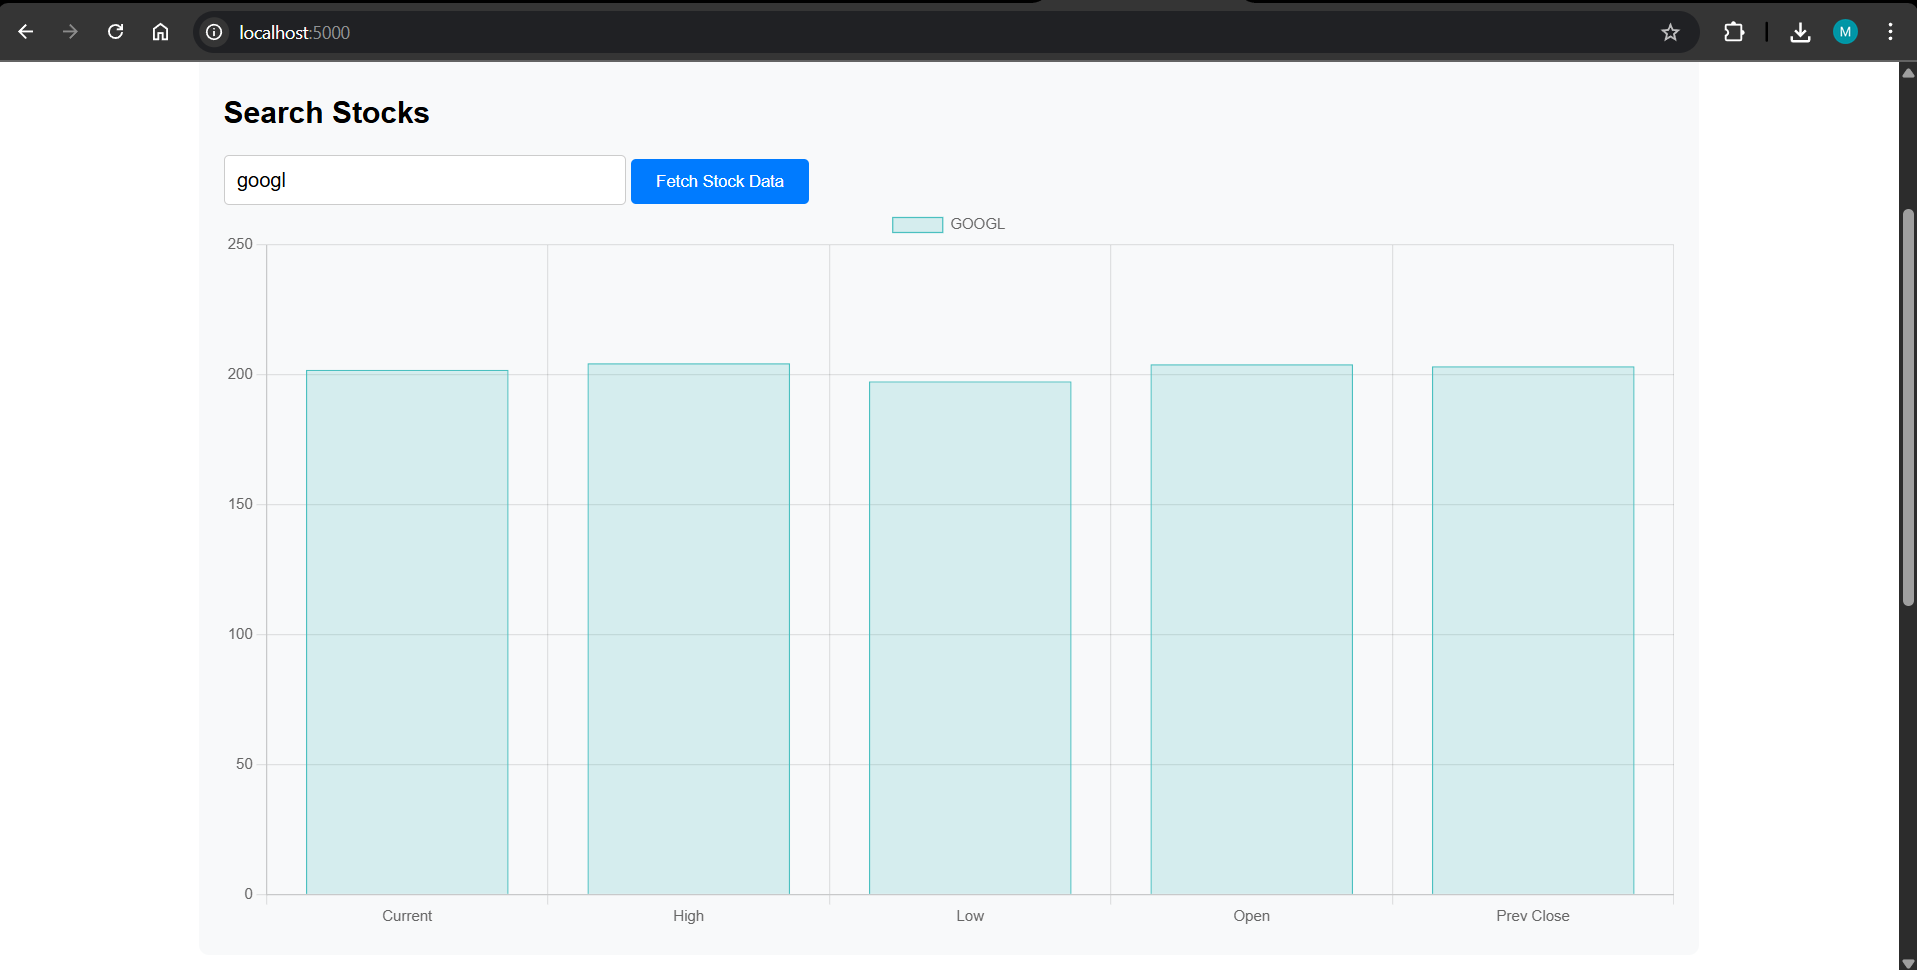 localhost:5000
M
Search Stocks
googl
Fetch Stock Data
GOOGL
250
200
150
100
50
0
Current High Low Open Prev Close